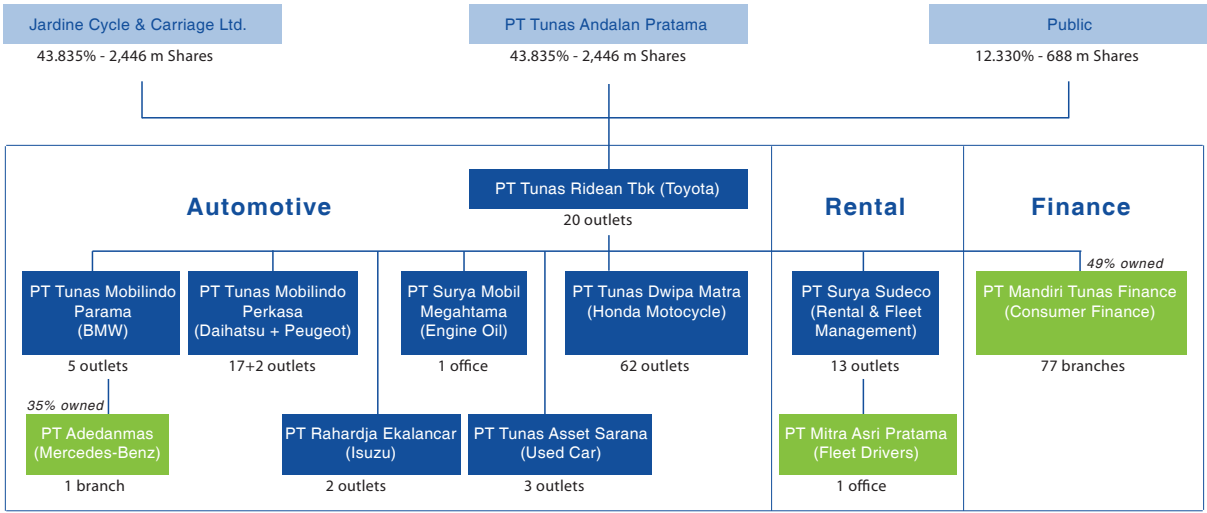 Jardine Cycle & Carriage Ltd.
43.835% - 2,446 m Shares
PT Tunas Andalan Pratama
43.835% - 2,446 m Shares
Public
12.330% - 688 m Shares
Automotive
PT Tunas Ridean Tbk (Toyota)
20 outlets
Rental
Finance
PT Tunas Mobilindo
Parama
(BMW)
5 outlets
PT Tunas Mobilindo
Perkasa
(Daihatsu + Peugeot)
17+2 outlets
PT Surya Mobil
Megahtama
(Engine Oil)
1 office
PT Tunas Dwipa Matra
(Honda Motocycle)
62 outlets
PT Surya Sudeco
(Rental & Fleet
Management)
13 outlets
49% owned
PT Mandiri Tunas Finance
(Consumer Finance)
77 branches
35% owned
PT Adedanmas
(Mercedes-Benz)
1 branch
PT Rahardja Ekalancar
(Isuzu)
2 outlets
PT Tunas Asset Sarana
(Used Car)
3 outlets
PT Mitra Asri Pratama
(Fleet Drivers)
1 office